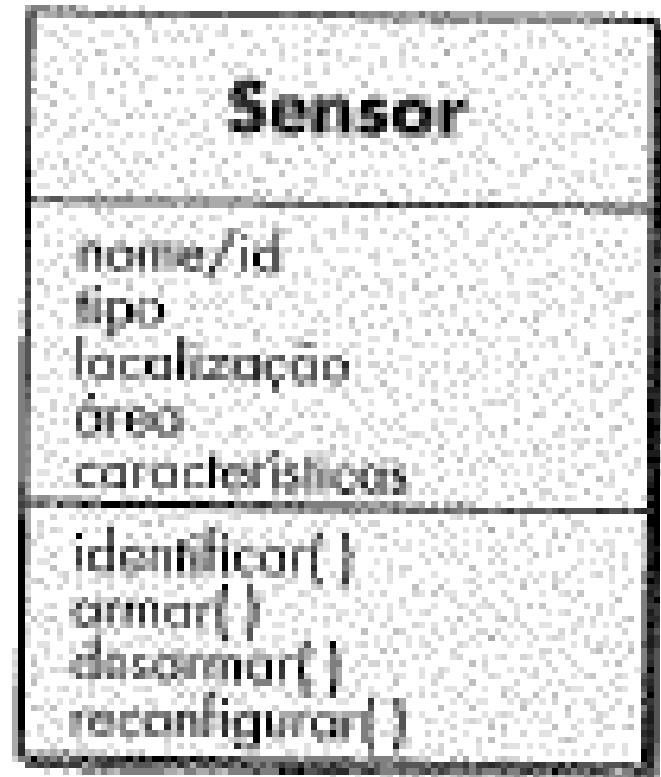 Sensor
nome/id
tipo
localização
área
características
identificar( )
armar( )
desarmar( )
reconfigurar( )